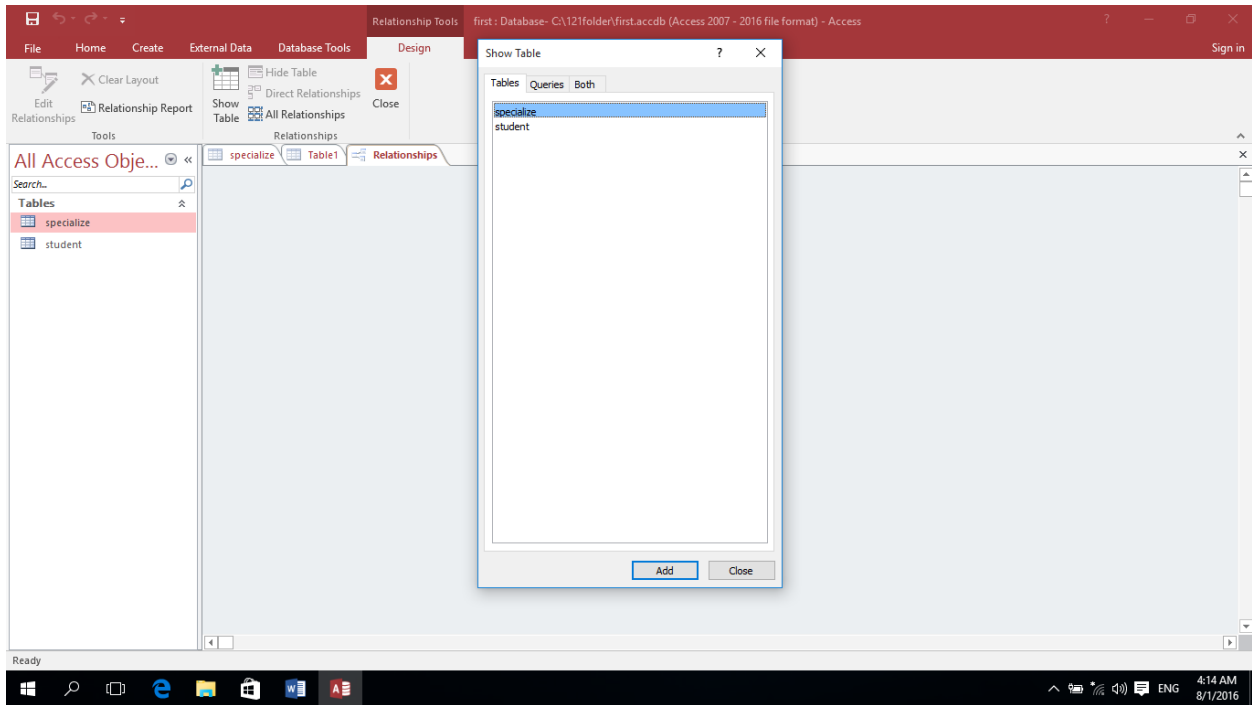 Relationship Tools first : Database- C:\121folder\first.accdb (Access 2007 - 2016 file format) - Access ?
File Home Create External Data Database Tools Design Sign in
Edit Relationships
Clear Layout
Relationship Report
Tools
Show Table
Hide Table
Direct Relationships
All Relationships
Relationships
Close
Show Table ?
Tables Queries Both
specialize
student
Add Close
All Access Obje... «
Search...
Tables
specialize
student
specialize Table1 Relationships
Ready
ENG
4:14 AM
8/1/2016